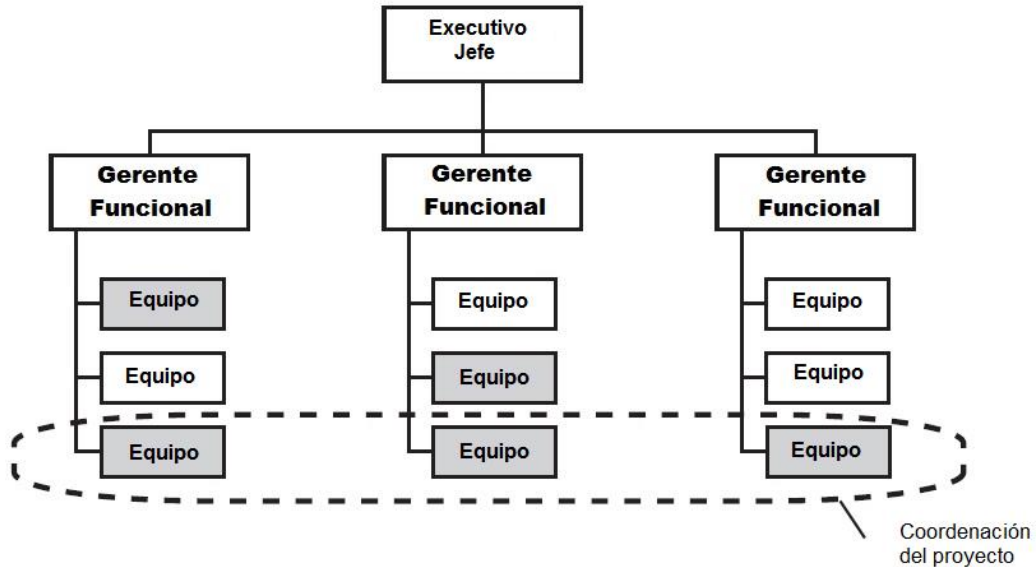 Executivo
Jefe
Gerente
Funcional
Gerente
Funcional
Gerente
Funcional
Equipo
Equipo
Equipo
Equipo
Equipo
Equipo
Equipo
Equipo
Equipo
Coordenación
del proyecto